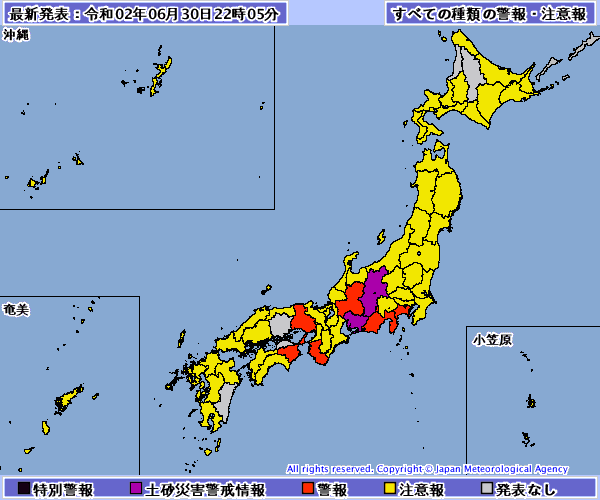 最新発表：令和02年06月30日22時05分
すべての種類の警報・注意報
沖縄
奄美
小笠原
All rights reserved. Copyright © Japan Meteorological Agency
特別警報 土砂災害警戒情報 警報 注意報 発表なし